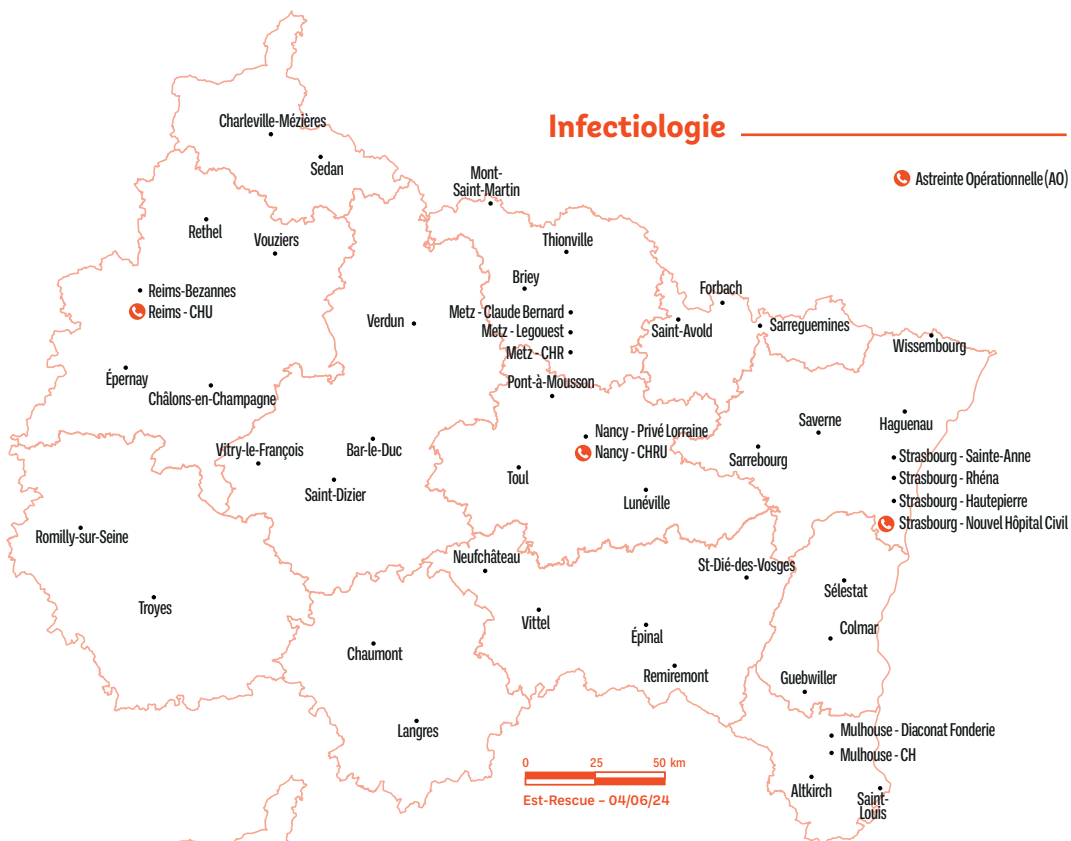 Infectiologie
Astreinte Opérationnelle (AO)
Charleville-Mézières
Sedan
Mont-
Saint-Martin
Rethel
Vouziers
Thionville
Briey
Reims-Bezannes
Reims - CHU
Verdun
Metz - Claude Bernard
Metz - Legouest
Metz - CHR
Forbach
Saint-Avold
Sarreguemines
Wissembourg
Épernay
Châlons-en-Champagne
Pont-à-Mousson
Vitry-le-François
Bar-le-Duc
Saint-Dizier
Nancy - Privé Lorraine
Nancy - CHRU
Toul
Lunéville
Saverne
Haguenau
Sarrebourg
Strasbourg - Sainte-Anne
Strasbourg - Rhéna
Strasbourg - Hautepierre
Strasbourg - Nouvel Hôpital Civil
Romilly-sur-Seine
Troyes
Neufchâteau
St-Dié-des-Vosges
Sélestat
Vittel
Épinal
Colmar
Chaumont
Remiremont
Guebwiller
Langres
Mulhouse - Diaconat Fonderie
Mulhouse - CH
Altkirch
Saint-
Louis
0 25 50 km
Est-Rescue – 04/06/24